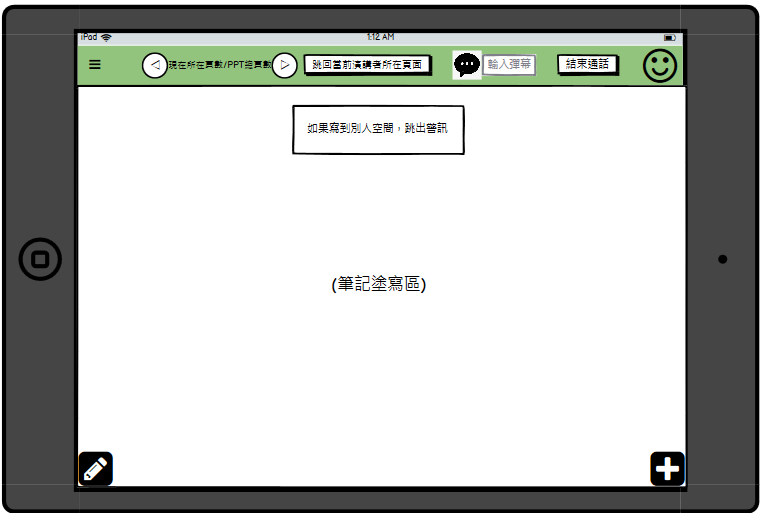 iPad
1:12 AM
現在所在頁數/PPT總頁數
跳回當前演講者所在頁面
輸入彈幕
結束通話
如果寫到別人空間，跳出警訊
(筆記塗寫區)